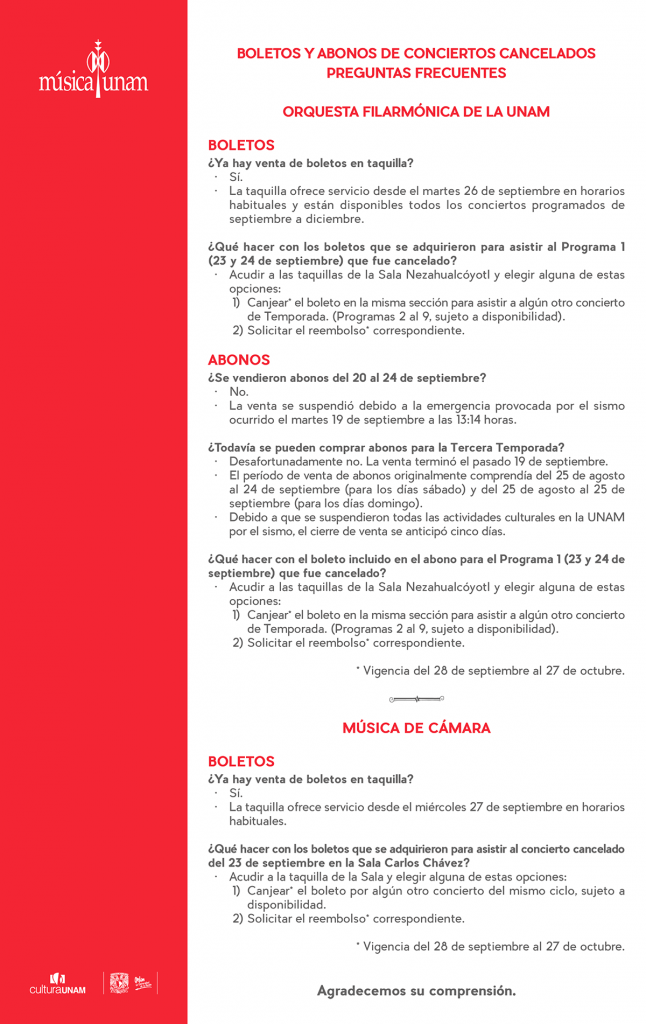 música unam
BOLETOS Y ABONOS DE CONCIERTOS CANCELADOS
PREGUNTAS FRECUENTES
ORQUESTA FILARMÓNICA DE LA UNAM
BOLETOS
¿Ya hay venta de boletos en taquilla?
· Sí.
· La taquilla ofrece servicio desde el martes 26 de septiembre en horarios
habituales y están disponibles todos los conciertos programados de
septiembre a diciembre.
¿Qué hacer con los boletos que se adquirieron para asistir al Programa 1
(23 y 24 de septiembre) que fue cancelado?
· Acudir a las taquillas de la Sala Nezahualcóyotl y elegir alguna de estas
opciones:
1) Canjear* el boleto en la misma sección para asistir a algún otro concierto
de Temporada. (Programas 2 al 9, sujeto a disponibilidad).
2) Solicitar el reembolso* correspondiente.
ABONOS
¿Se vendieron abonos del 20 al 24 de septiembre?
· No.
· La venta se suspendió debido a la emergencia provocada por el sismo
ocurrido el martes 19 de septiembre a las 13:14 horas.
¿Todavía se pueden comprar abonos para la Tercera Temporada?
· Desafortunadamente no. La venta terminó el pasado 19 de septiembre.
· El período de venta de abonos originalmente comprendía del 25 de agosto
al 24 de septiembre (para los días sábado) y del 25 de agosto al 25 de
septiembre (para los días domingo).
· Debido a que se suspendieron todas las actividades culturales en la UNAM
por el sismo, el cierre de venta se anticipó cinco días.
¿Qué hacer con el boleto incluido en el abono para el Programa 1 (23 y 24 de
septiembre) que fue cancelado?
· Acudir a las taquillas de la Sala Nezahualcóyotl y elegir alguna de estas
opciones:
1) Canjear* el boleto en la misma sección para asistir a algún otro concierto
de Temporada. (Programas 2 al 9, sujeto a disponibilidad).
2) Solicitar el reembolso* correspondiente.
* Vigencia del 28 de septiembre al 27 de octubre.
MÚSICA DE CÁMARA
BOLETOS
¿Ya hay venta de boletos en taquilla?
· Sí.
· La taquilla ofrece servicio desde el miércoles 27 de septiembre en horarios
habituales.
¿Qué hacer con los boletos que se adquirieron para asistir al concierto cancelado
del 23 de septiembre en la Sala Carlos Chávez?
· Acudir a la taquilla de la Sala y elegir alguna de estas opciones:
1) Canjear* el boleto por algún otro concierto del mismo ciclo, sujeto a
disponibilidad.
2) Solicitar el reembolso* correspondiente.
* Vigencia del 28 de septiembre al 27 de octubre.
culturaUNAM
Agradecemos su comprensión.